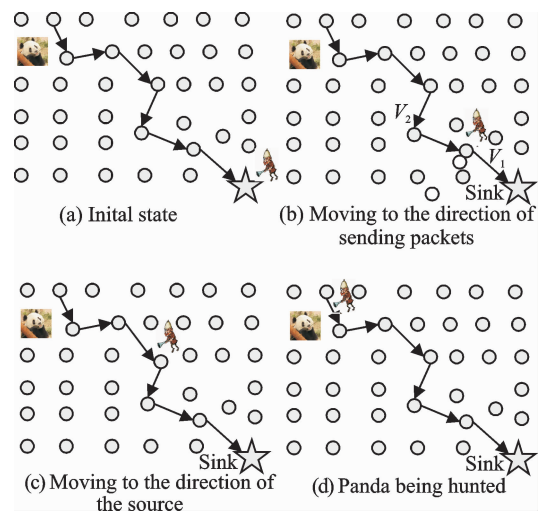 V2
V1
Sink
(a) Inital state
(b) Moving to the direction of
sending packets
Sink
Sink
(c) Moving to the direction of
the source
(d) Panda being hunted